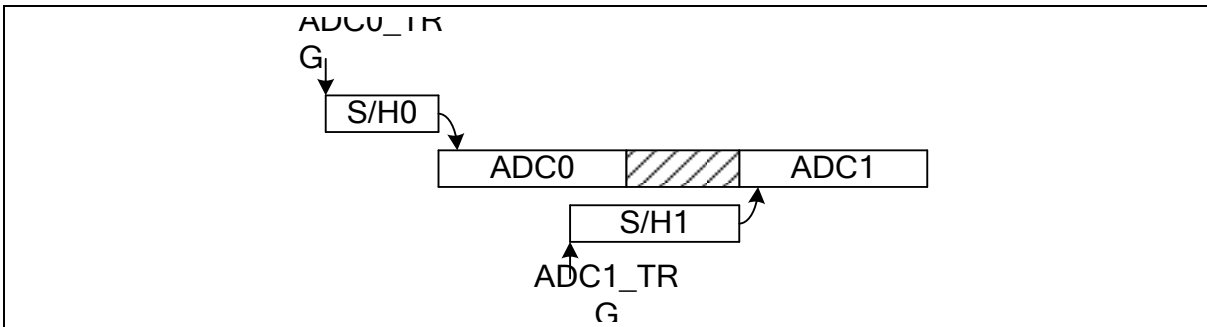 ADC0_TR
G
S/H0
ADC0
ADC1
S/H1
ADC1_TR
G